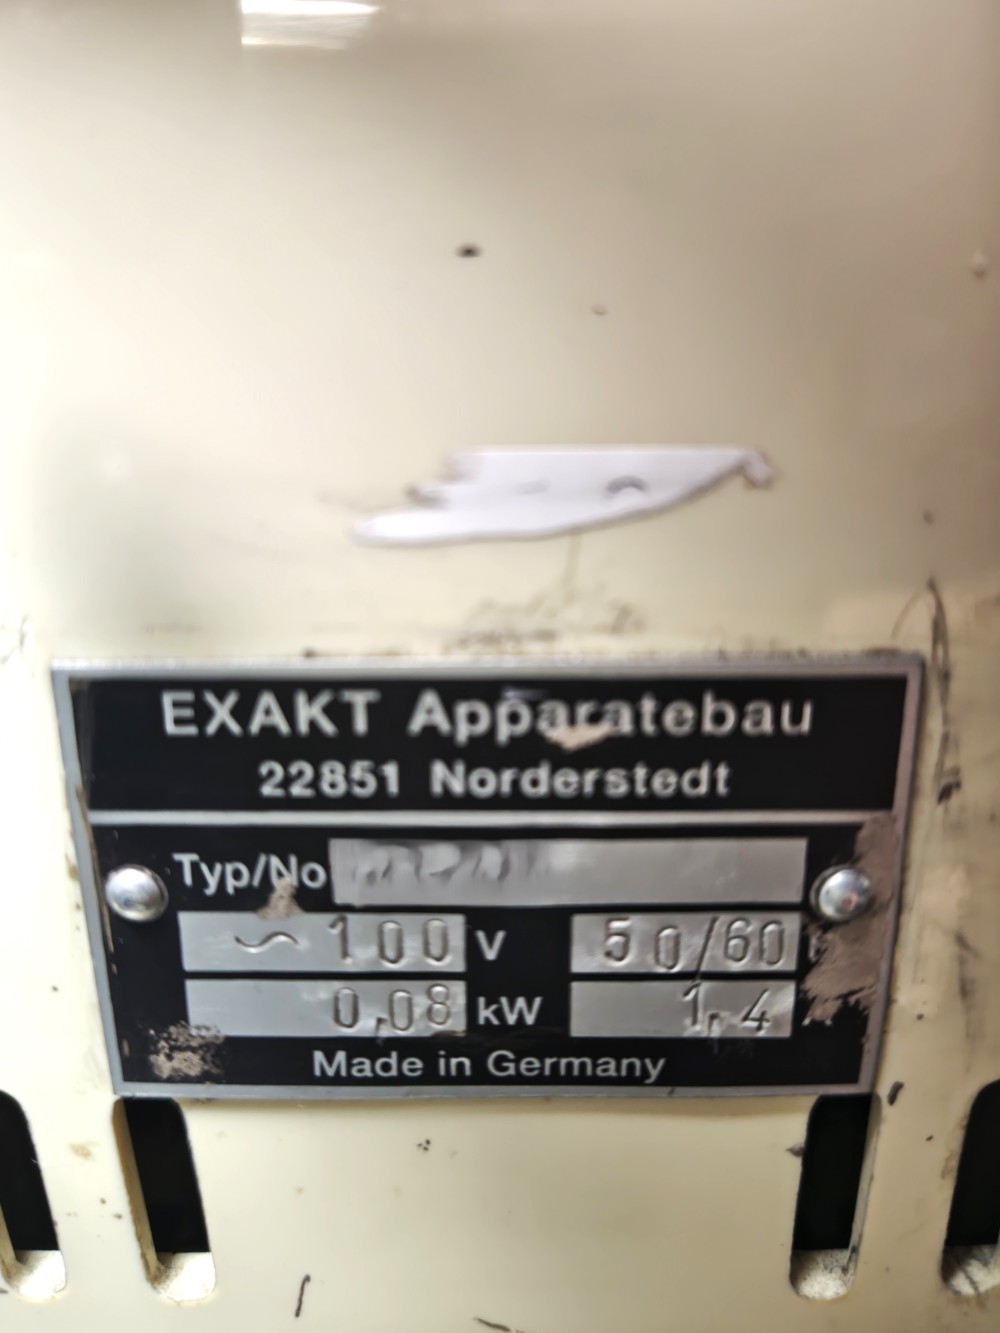 EXAKT Apparatebau
22851 Norderstedt
Typ/No
~ 100 V 50/60
0,08 kW 1,4
Made in Germany